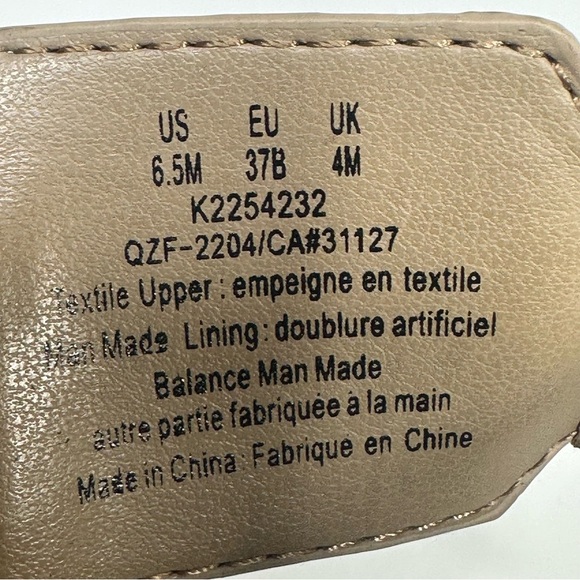 US EU UK
6.5M 37B 4M
K2254232
QZF-2204/CA#31127
Textile Upper: empeigne en textile
Man Made Lining: doublure artificiel
Balance Man Made
autre partie fabriquée à la main
Made in China: Fabrique en Chine